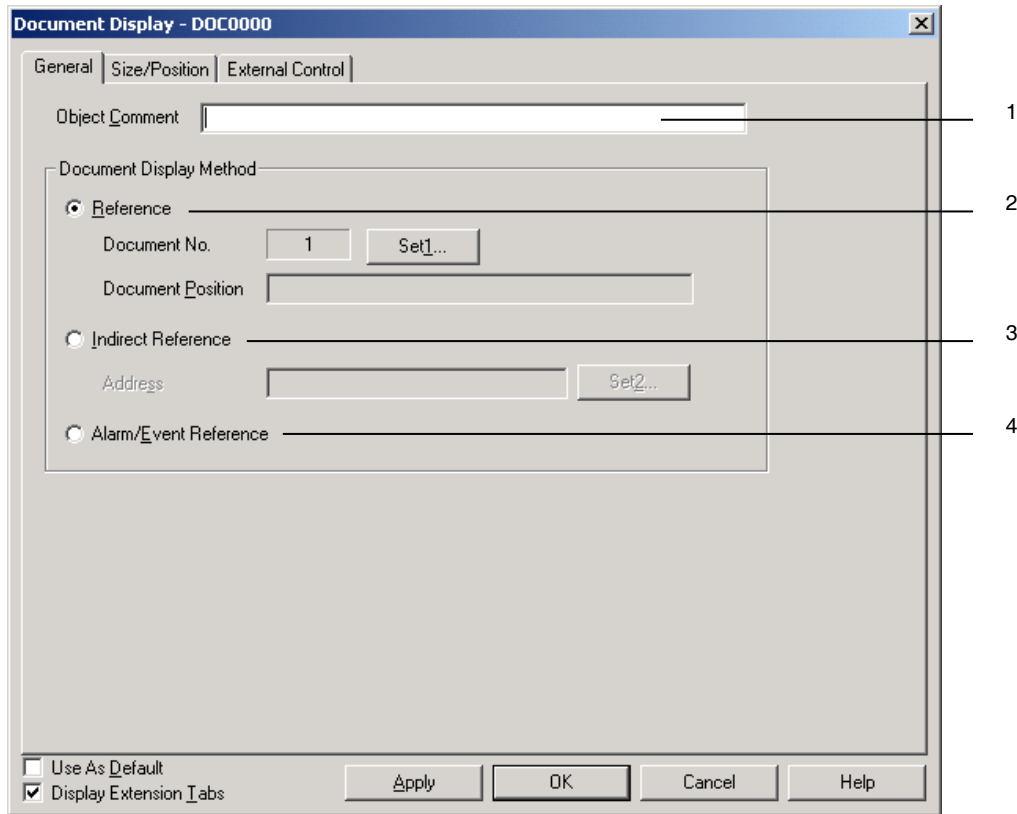 Document Display - DOC0000
General Size/Position External Control
Object Comment 1
Document Display Method
Reference 2
Document No. 1 Set1...
Document Position
Indirect Reference 3
Address Set2...
Alarm/Event Reference 4
Use As Default
Display Extension Tabs
Apply OK Cancel Help